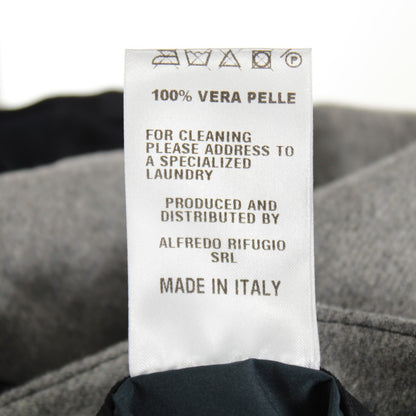 P
100% VERA PELLE
FOR CLEANING
PLEASE ADDRESS TO
A SPECIALIZED
LAUNDRY
PRODUCED AND
DISTRIBUTED BY
ALFREDO RIFUGIO
SRL
MADE IN ITALY